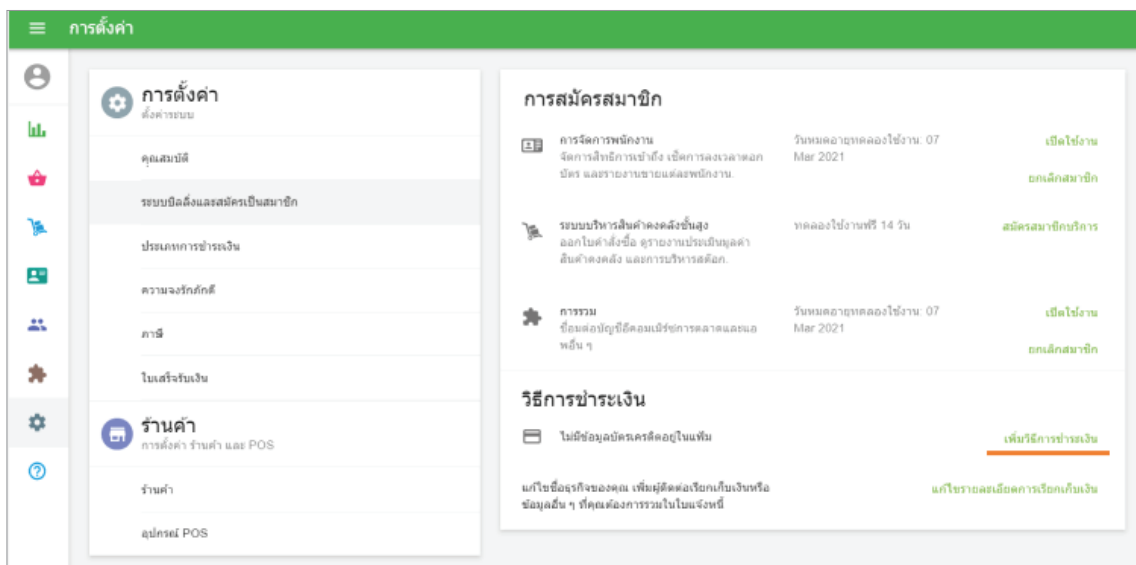 การตั้งค่า
การตั้งค่า
ตั้งค่าระบบ
คุณสมบัติ
ระบบบิลลิ่งและสมัครเป็นสมาชิก
ประเภทการชำระเงิน
ความจงรักภักดี
ภาษี
ใบเสร็จรับเงิน
ร้านค้า
การตั้งค่า ร้านค้า และ POS
ร้านค้า
อุปกรณ์ POS
การสมัครสมาชิก
การจัดการพนักงาน
จัดการสิทธิการเข้าถึง เช็คการลงเวลาตอก
บัตร และรายงานขายแต่ละพนักงาน.
วันหมดอายุทดลองใช้งาน: 07
Mar 2021
เปิดใช้งาน
ยกเลิกสมาชิก
ระบบบริหารสินค้าคงคลังขั้นสูง
ออกใบคำสั่งซื้อ ดูรายงานประเมินมูลค่า
สินค้าคงคลัง และการบริหารสต๊อก.
ทดลองใช้งานฟรี 14 วัน
สมัครสมาชิกบริการ
การรวม
เชื่อมต่อบัญชีอีคอมเมิร์ซการตลาดและแอ
พอื่น ๆ
วันหมดอายุทดลองใช้งาน: 07
Mar 2021
เปิดใช้งาน
ยกเลิกสมาชิก
วิธีการชำระเงิน
ไม่มีข้อมูลบัตรเครดิตอยู่ในแฟ้ม
เพิ่มวิธีการชำระเงิน
แก้ไขชื่อธุรกิจของคุณ เพิ่มผู้ติดต่อเรียกเก็บเงินหรือ
ข้อมูลอื่น ๆ ที่คุณต้องการรวมในใบแจ้งหนี้
แก้ไขรายละเอียดการเรียกเก็บเงิน